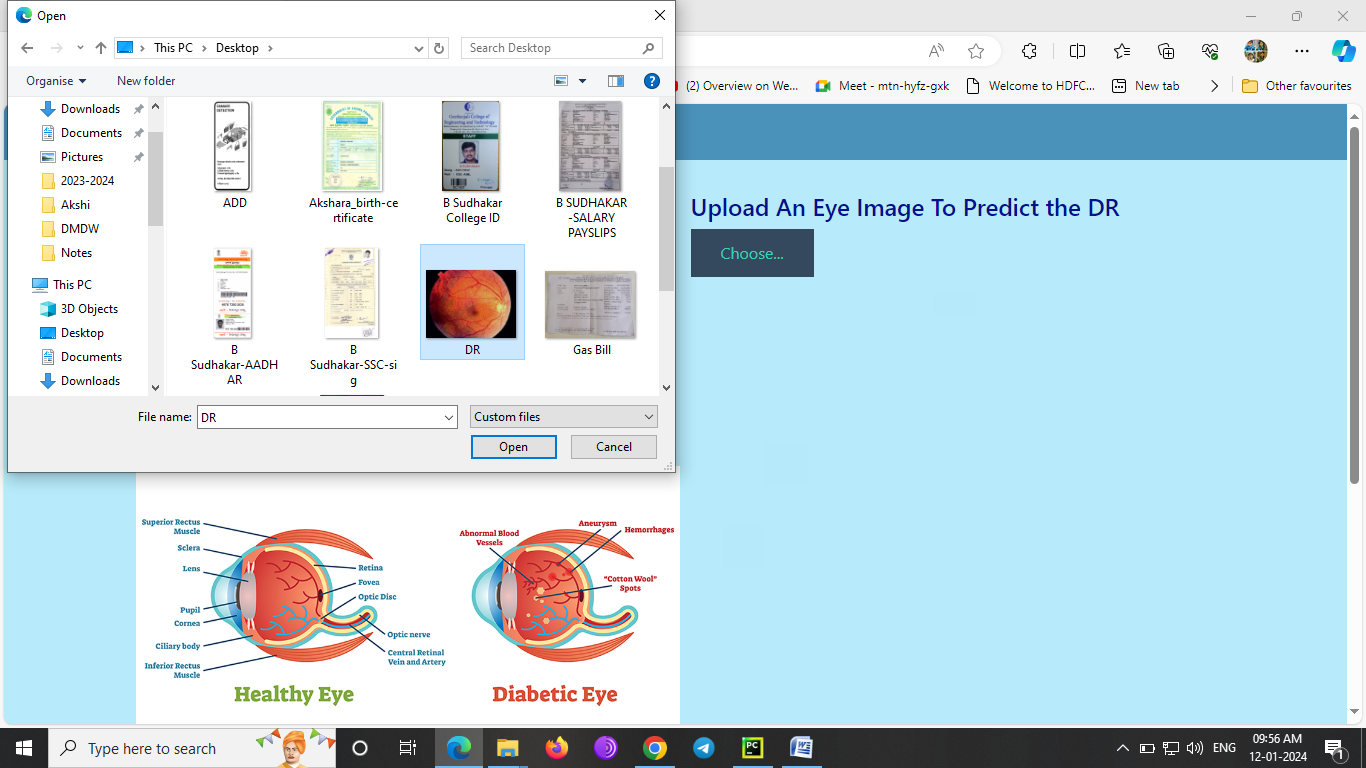 Open
This PC
Desktop
Search Desktop
Organise
New folder
(2) Overview on We...
Meet - mtn-hyfz-gxk
Welcome to HDFC...
New tab
Other favourites
Downloads
Documents
Pictures
2023-2024
Akshi
DMDW
Notes
This PC
3D Objects
Desktop
Documents
Downloads
ADD
Akshara_birth-ce
rtificate
B Sudhakar
College ID
B SUDHAKAR
-SALARY
PAYSLIPS
B
Sudhakar-AADH
AR
B
Sudhakar-SSC-si
g
DR
Gas Bill
File name:
DR
Custom files
Open
Cancel
Upload An Eye Image To Predict the DR
Choose...
Superior Rectus
Muscle
Sclera
Lens
Pupil
Cornea
Ciliary body
Inferior Rectus
Muscle
Retina
Fovea
Optic Disc
Optic nerve
Central Retinal
Vein and Artery
Healthy Eye
Abnormal Blood
Vessels
Aneurysm
Hemorrhages
"Cotton Wool"
Spots
Diabetic Eye
Type here to search
ENG
09:56 AM
12-01-2024
1